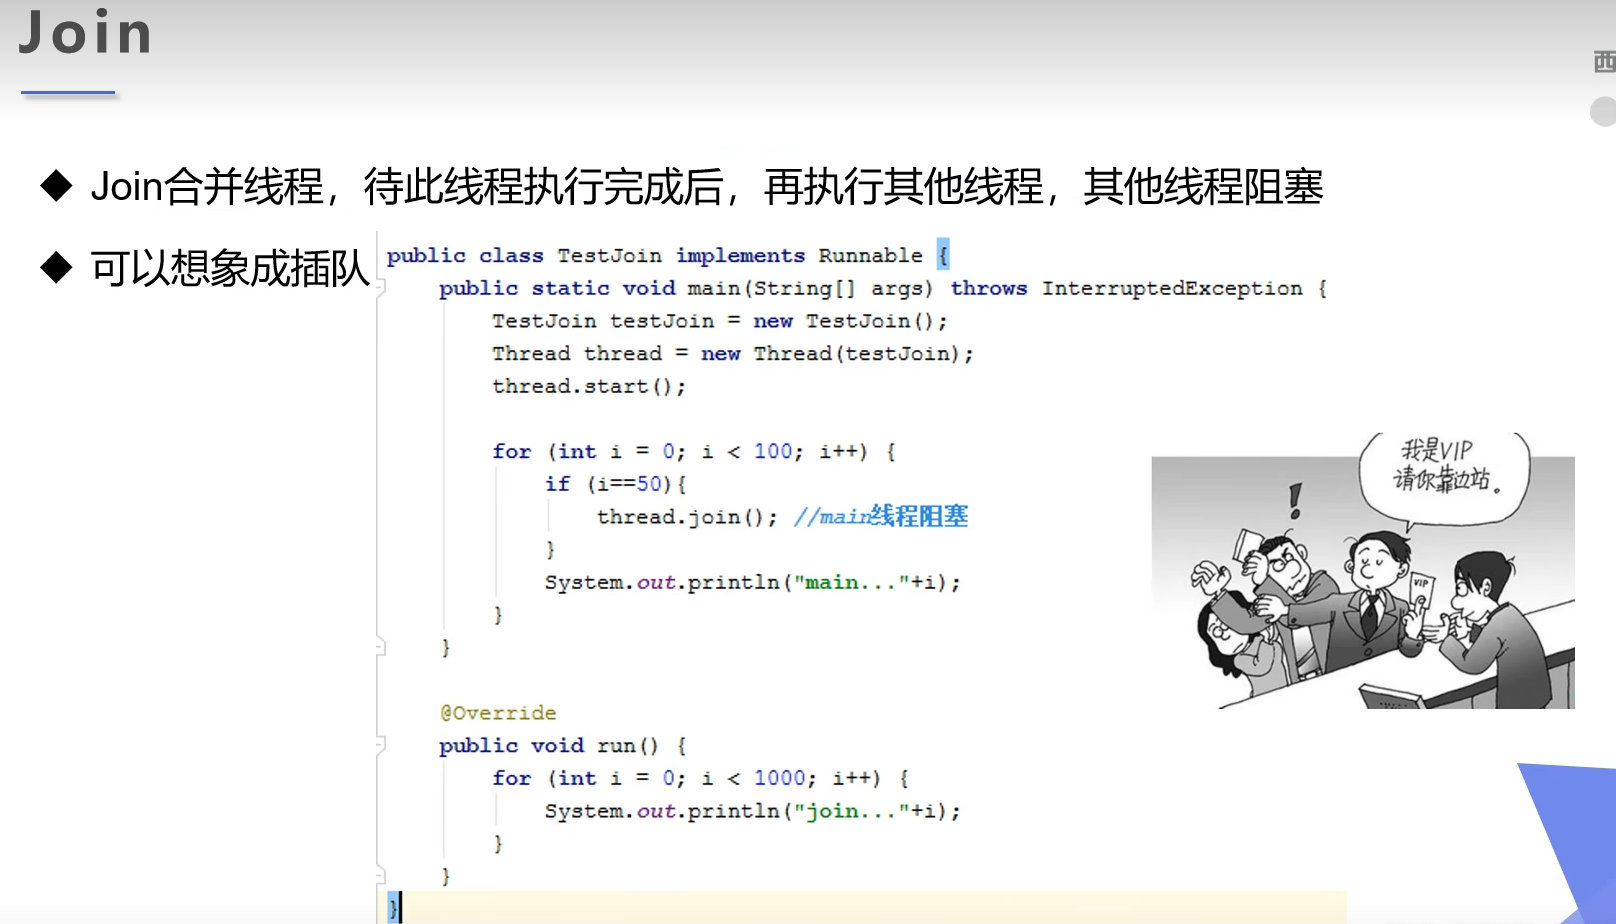 Join
西
◆ Join合并线程，待此线程执行完成后，再执行其他线程，其他线程阻塞
◆ 可以想象成插队
public class TestJoin implements Runnable {
public static void main(String[] args) throws InterruptedException {
TestJoin testJoin = new TestJoin();
Thread thread = new Thread(testJoin);
thread.start();
for (int i = 0; i < 100; i++) {
if (i==50){
thread.join(); //main线程阻塞
}
System.out.println("main..."+i);
}
}
@Override
public void run() {
for (int i = 0; i < 1000; i++) {
System.out.println("join..."+i);
}
}
}
我是VIP
请你靠边站。
!
VIP